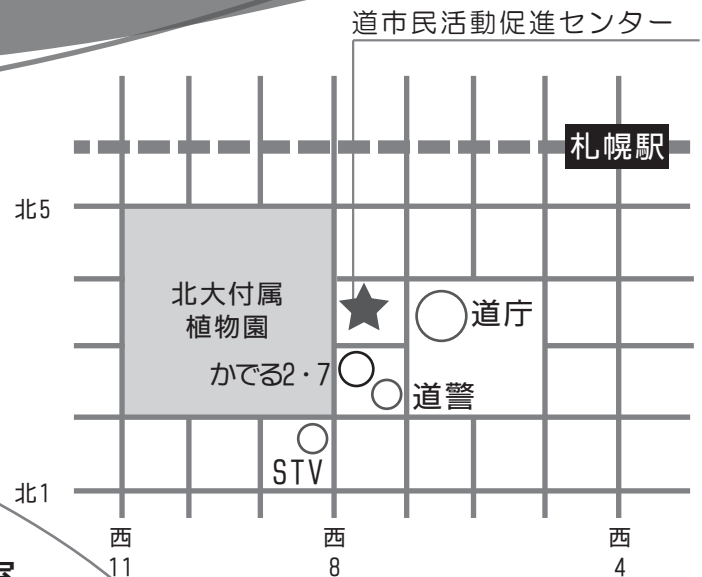 道市民活動促進センター
札幌駅
北5
北大付属
植物園
道庁
かでる2・7
道警
STV
北1
西
11
西
8
西
4